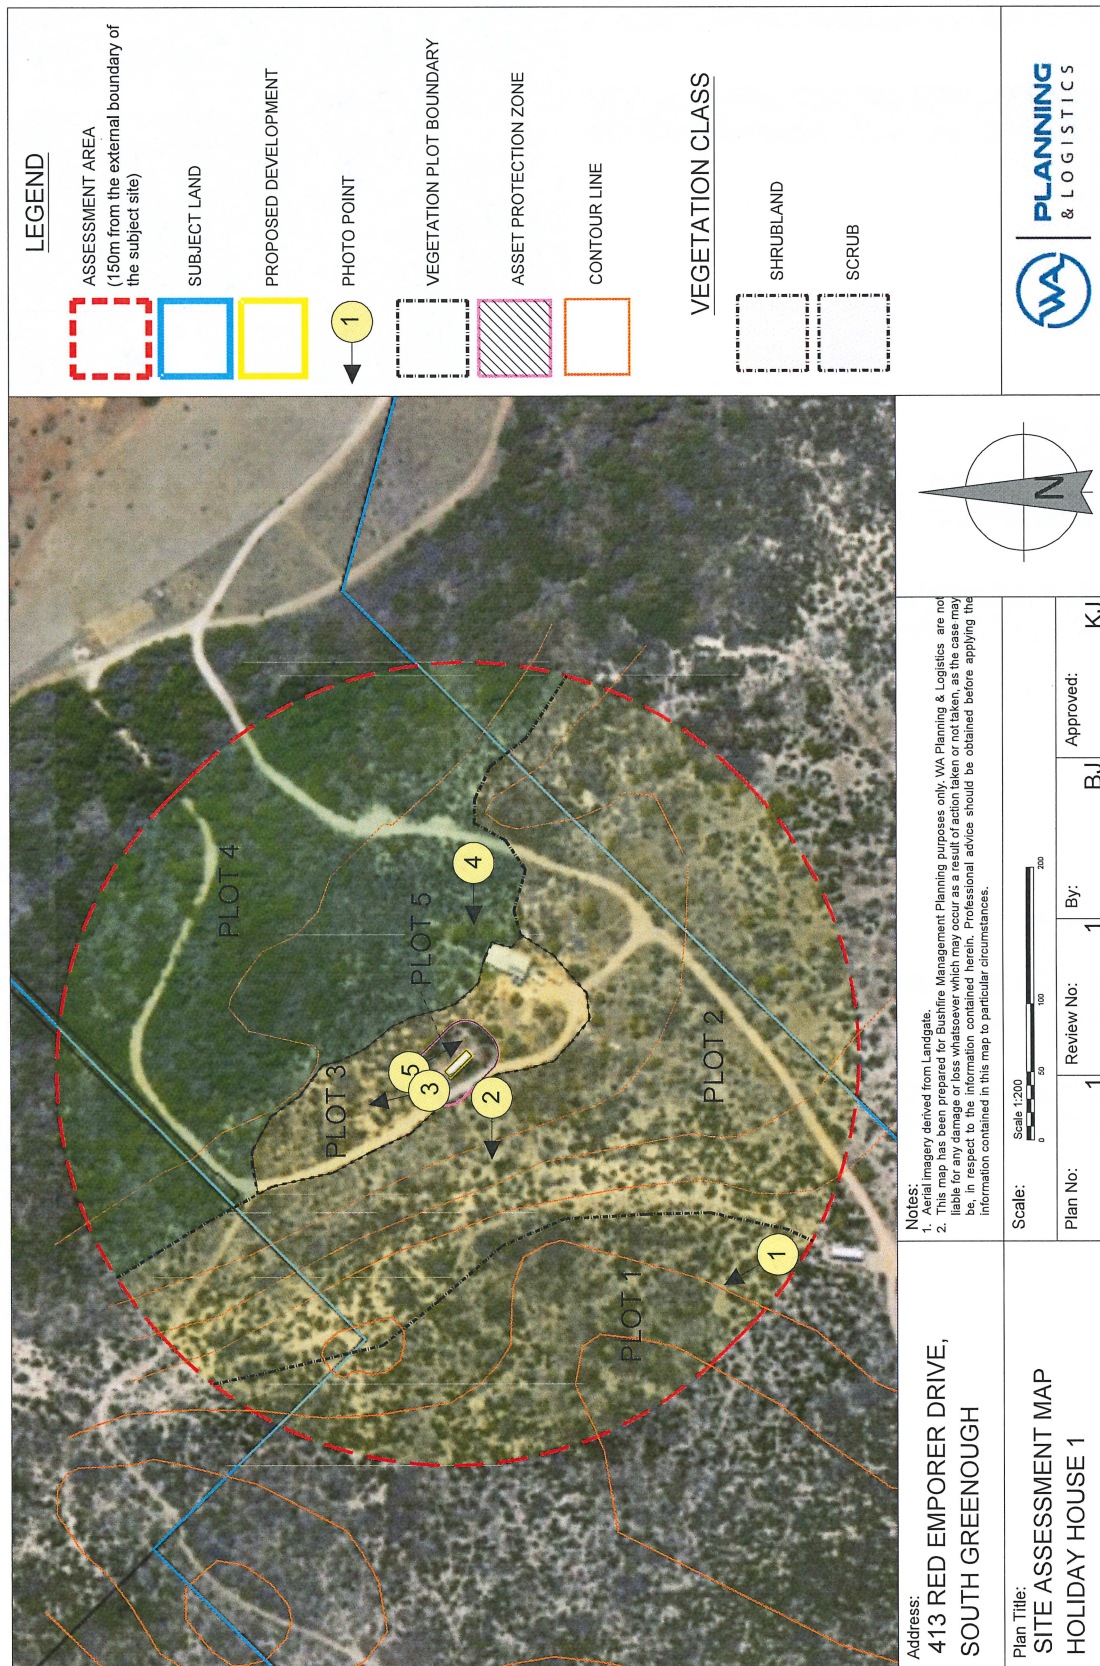 LEGEND
ASSESSMENT AREA
(150m from the external boundary of
the subject site)
SUBJECT LAND
PROPOSED DEVELOPMENT
1
PHOTO POINT
VEGETATION PLOT BOUNDARY
ASSET PROTECTION ZONE
CONTOUR LINE
VEGETATION CLASS
SHRUBLAND
SCRUB
WA
PLANNING
& LOGISTICS
PLOT 4
PLOT 5
PLOT 3
PLOT 2
PLOT 1
4
5
3
2
1
N
Notes:
1. Aerial imagery derived from Landgate.
2. This map has been prepared for Bushfire Management Planning purposes only. WA Planning & Logistics are not
liable for any damage or loss whatsoever which may occur as a result of action taken or not taken, as the case may
be, in respect to the information contained herein. Professional advice should be obtained before applying the
information contained in this map to particular circumstances.
Scale:
Scale 1:200
0 50 100 200
Plan No:
1
Review No:
1
By:
BJ
Approved:
KJ
Address:
413 RED EMPORER DRIVE,
SOUTH GREENOUGH
Plan Title:
SITE ASSESSMENT MAP
HOLIDAY HOUSE 1